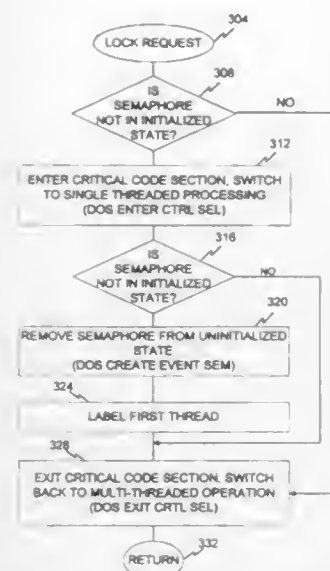 304
LOCK REQUEST
308
IS
SEMAPHORE
NOT IN INITIALIZED
STATE?
NO
312
ENTER CRITICAL CODE SECTION, SWITCH
TO SINGLE THREADED PROCESSING
(DOS ENTER CTRL SEL)
316
IS
SEMAPHORE
NOT IN INITIALIZED
STATE?
NO
320
REMOVE SEMAPHORE FROM UNINITIALIZED
STATE
(DOS CREATE EVENT SEM)
324
LABEL FIRST THREAD
328
EXIT CRITICAL CODE SECTION, SWITCH
BACK TO MULTI-THREADED OPERATION
(DOS EXIT CRTL SEL)
RETURN
332